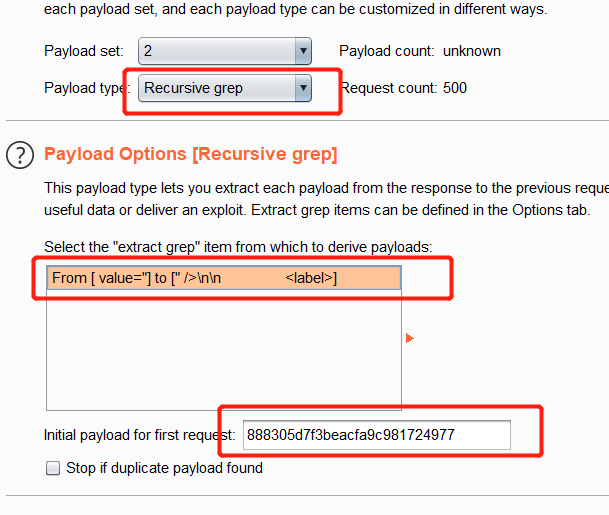 each payload set, and each payload type can be customized in different ways.
Payload set: 2 Payload count: unknown
Payload type: Recursive grep Request count: 500
? Payload Options [Recursive grep]
This payload type lets you extract each payload from the response to the previous reque
useful data or deliver an exploit. Extract grep items can be defined in the Options tab.
Select the "extract grep" item from which to derive payloads:
From [ value="] to [" />\n\n <label>]
Initial payload for first request: 888305d7f3beacfa9c981724977
Stop if duplicate payload found